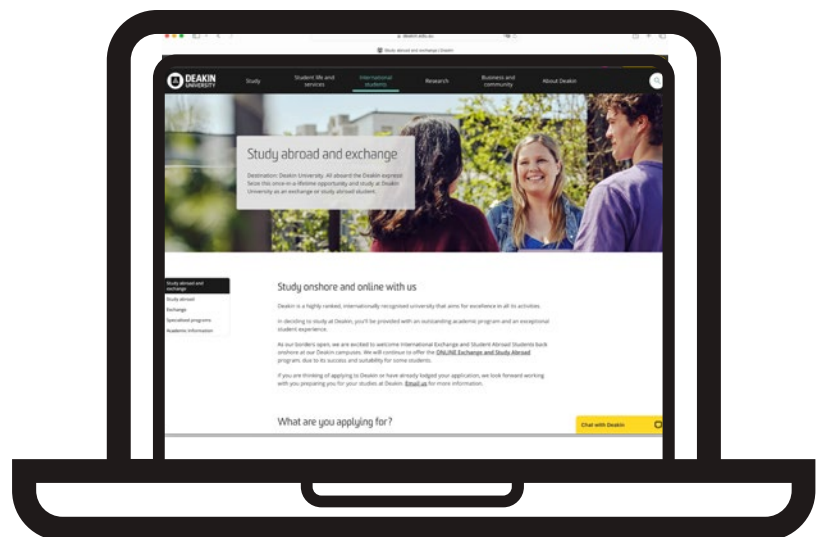 deakin.edu.au
Study abroad and exchange | Deakin
DEAKIN
UNIVERSITY
Study
Student life and
services
International
students
Research
Business and
community
About Deakin
Study abroad and exchange
Destination: Deakin University. All aboard the Deakin express
Seize this once-in-a lifetime opportunity and study at Deakin
University as an exchange or study abroad student.
Study abroad and
exchange
Study abroad
Exchange
Specialised programs
Academic information
Study onshore and online with us
Deakin is a highly ranked, internationally recognised university that aims for excellence in all its activities.
In deciding to study at Deakin, you'll be provided with an outstanding academic program and an exceptional
student experience.
As our borders open, we are excited to welcome International Exchange and Student Abroad Students back
onshore at our Deakin campuses. We will continue to offer the ONLINE Exchange and Study Abroad
program, due to its success and suitability for some students.
If you are thinking of applying to Deakin or have already lodged your application, we look forward working
with you preparing you for your studies at Deakin. Email us for more information.
What are you applying for?
Chat with Deakin